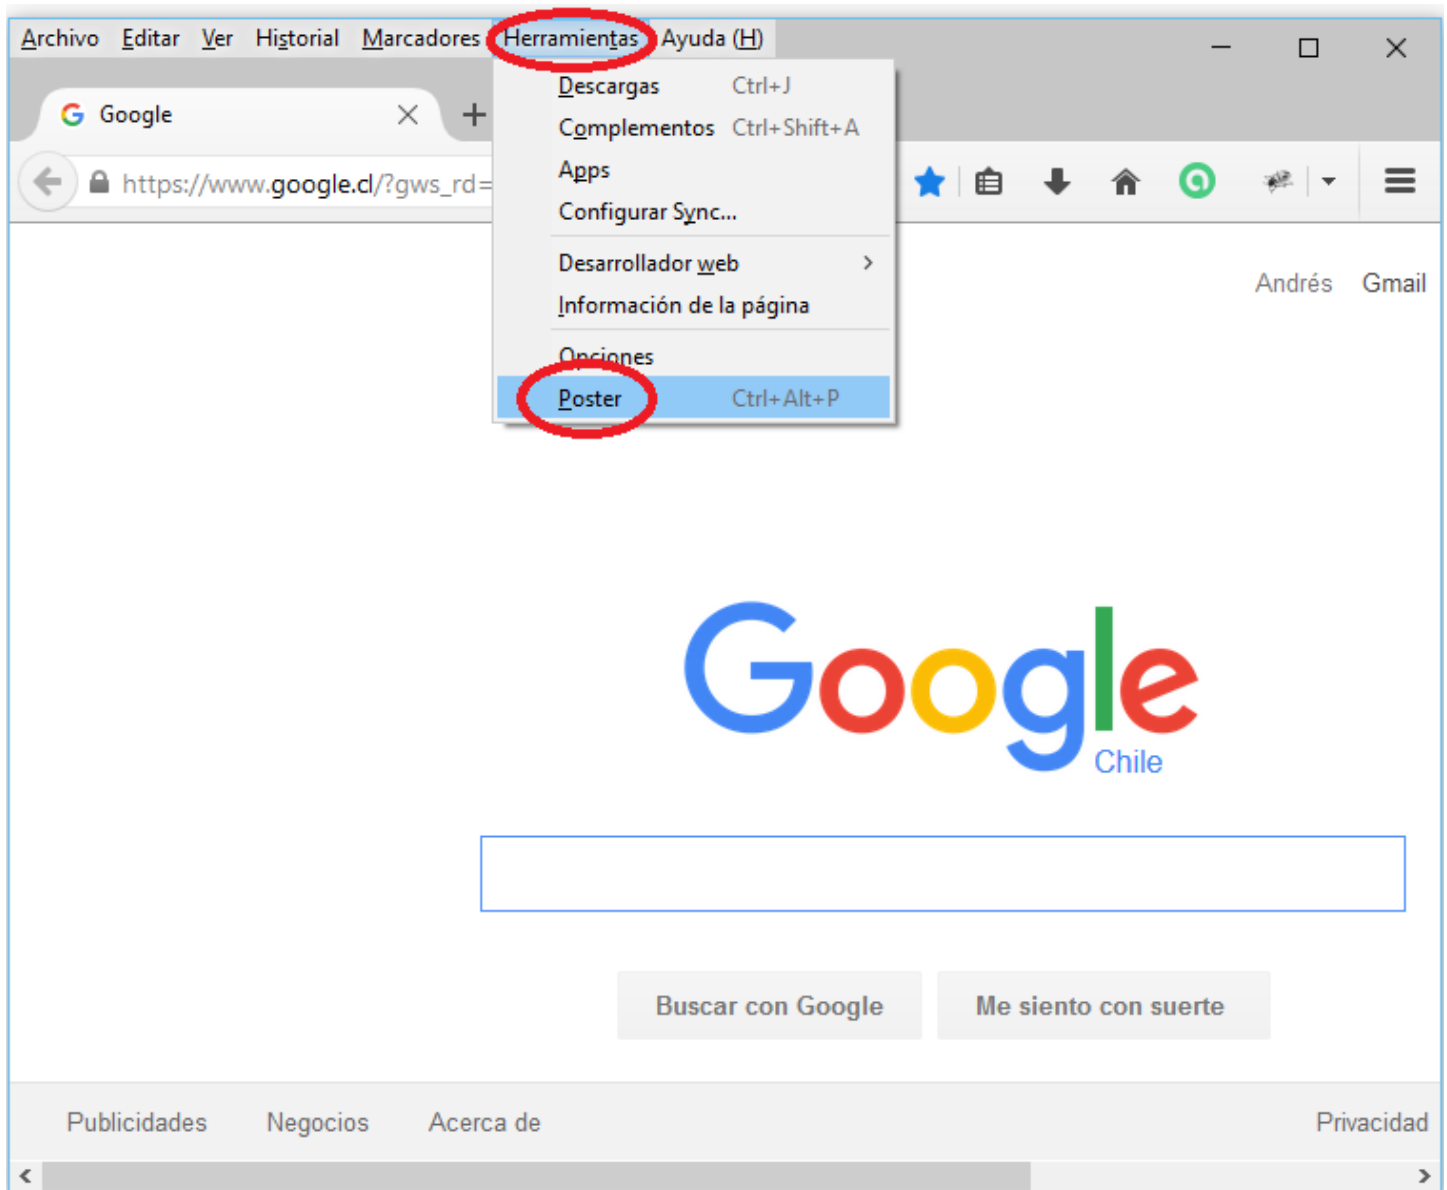 Archivo Editar Ver Historial Marcadores Herramientas Ayuda (H)
Google
Descargas Ctrl+J
Complementos Ctrl+Shift+A
Apps
Configurar Sync...
Desarrollador web
Información de la página
Opciones
Poster Ctrl+Alt+P
https://www.google.cl/?gws_rd=
Andrés Gmail
Google
Chile
Buscar con Google Me siento con suerte
Publicidades Negocios Acerca de Privacidad